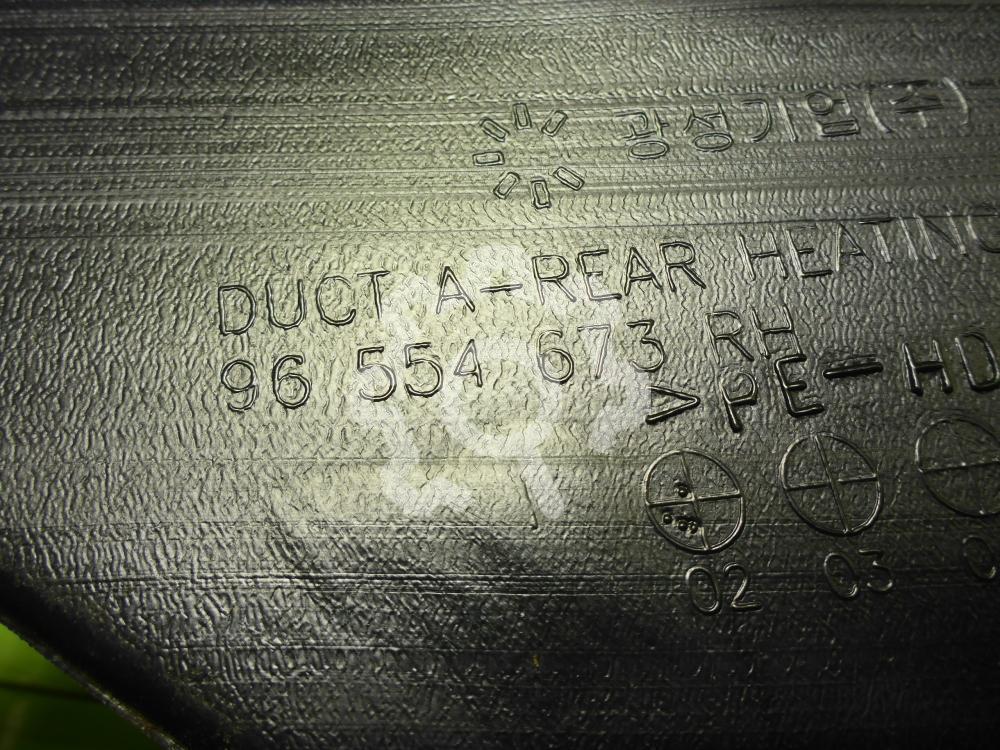 광성기업(주)
DUCT A-REAR HEATING
96 554 673 RH
>PE-HD
02 03